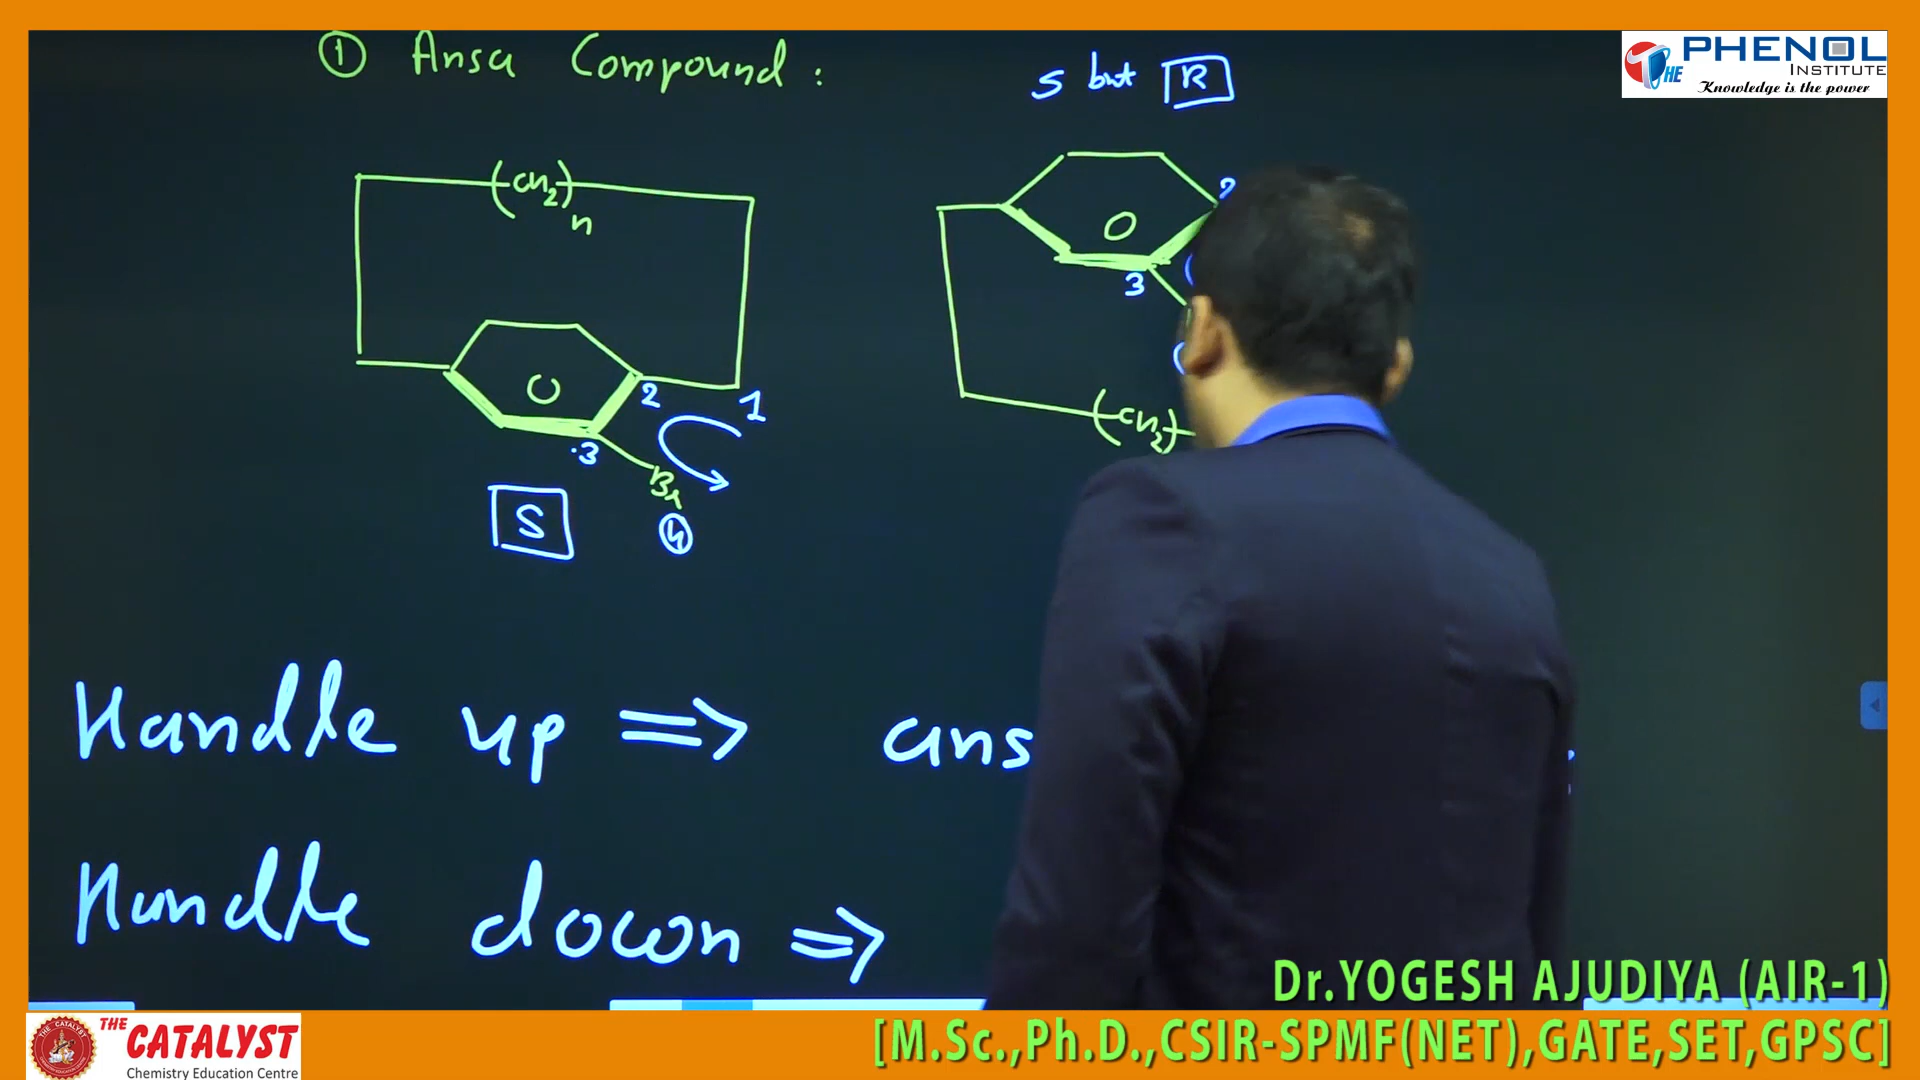 ① Ansa Compound :
S but R
PHENOL
THE INSTITUTE
Knowledge is the power
(CH2)n
O
2
1
3
Br
S
④
2
O
3
(CH2)
Handle up ⇒ ans
Handle down ⇒
Dr.YOGESH AJUDIYA (AIR-1)
[M.Sc.,Ph.D.,CSIR-SPMF(NET),GATE,SET,GPSC]
THE CATALYST
Chemistry Education Centre